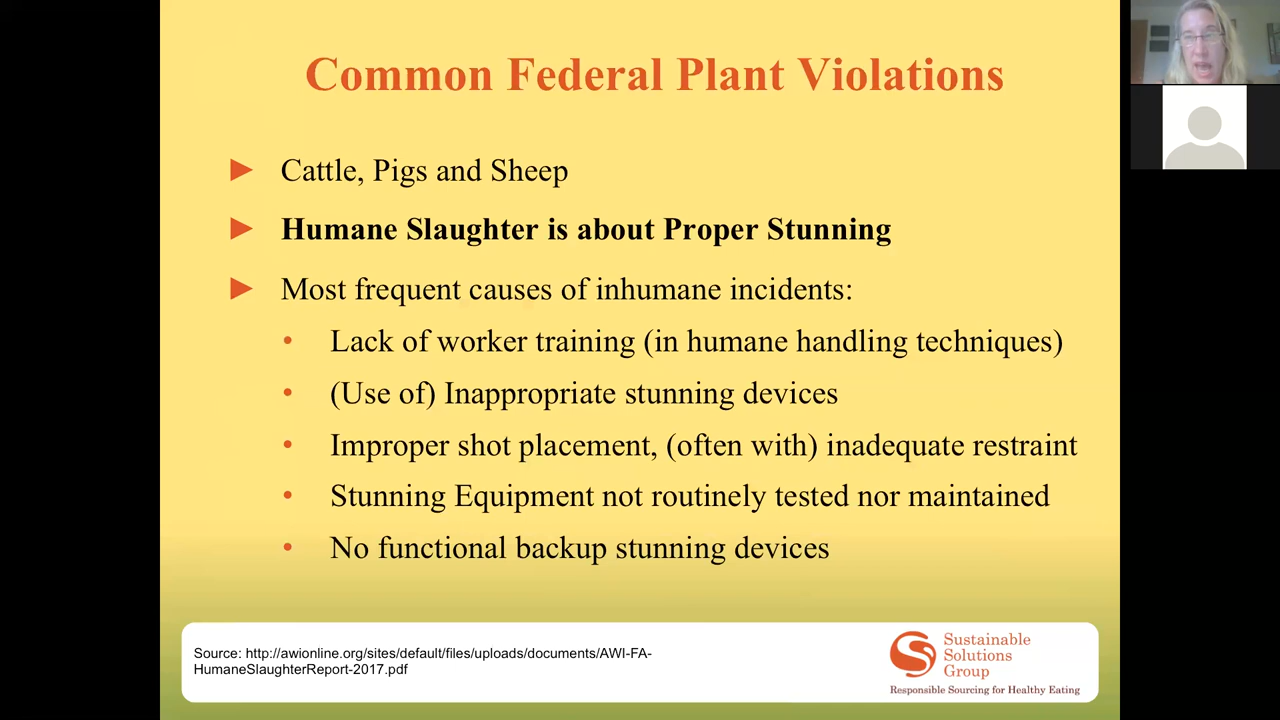 Common Federal Plant Violations
Cattle, Pigs and Sheep
Humane Slaughter is about Proper Stunning
Most frequent causes of inhumane incidents:
Lack of worker training (in humane handling techniques)
(Use of) Inappropriate stunning devices
Improper shot placement, (often with) inadequate restraint
Stunning Equipment not routinely tested nor maintained
No functional backup stunning devices
Source: http://awionline.org/sites/default/files/uploads/documents/AWI-FA-
HumaneSlaughterReport-2017.pdf
Sustainable
Solutions
Group
Responsible Sourcing for Healthy Eating